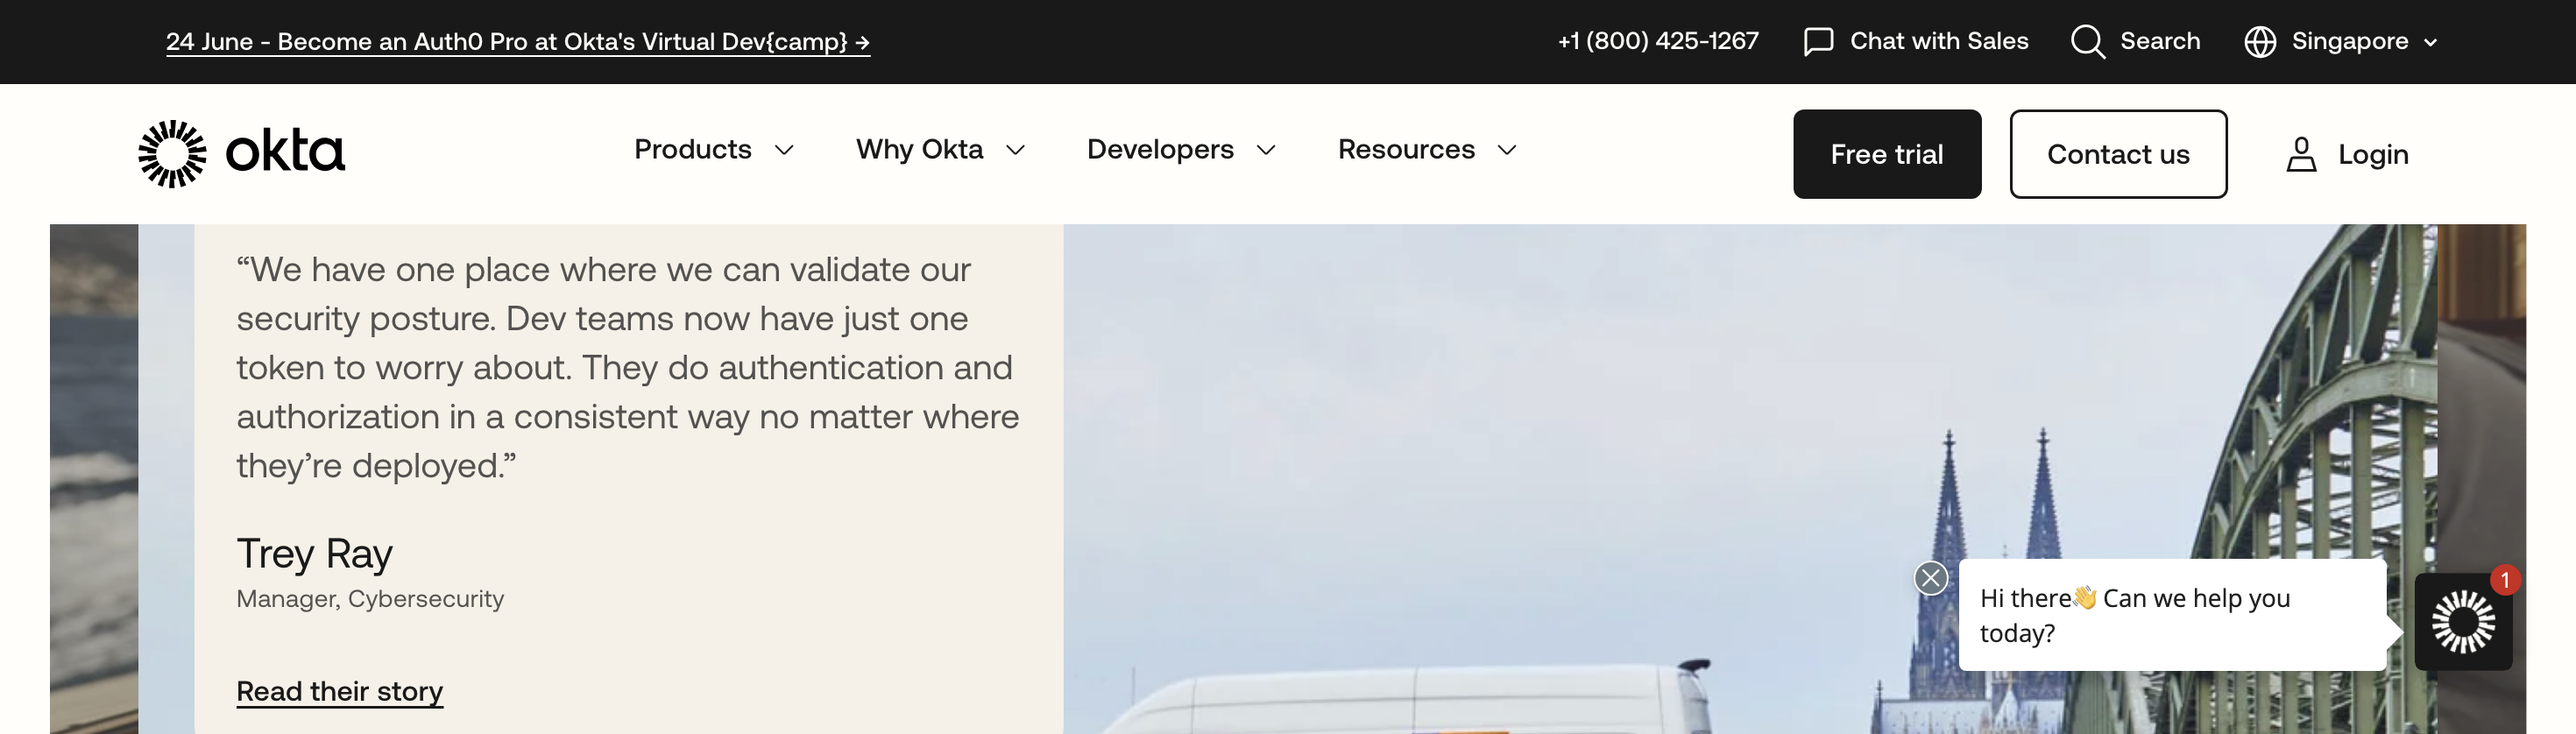 24 June - Become an Auth0 Pro at Okta's Virtual Dev{camp} →
+1 (800) 425-1267
Chat with Sales
Search
Singapore
okta
Products
Why Okta
Developers
Resources
Free trial
Contact us
Login
“We have one place where we can validate our
security posture. Dev teams now have just one
token to worry about. They do authentication and
authorization in a consistent way no matter where
they’re deployed.”
Trey Ray
Manager, Cybersecurity
Read their story
Hi there👋 Can we help you
today?
1